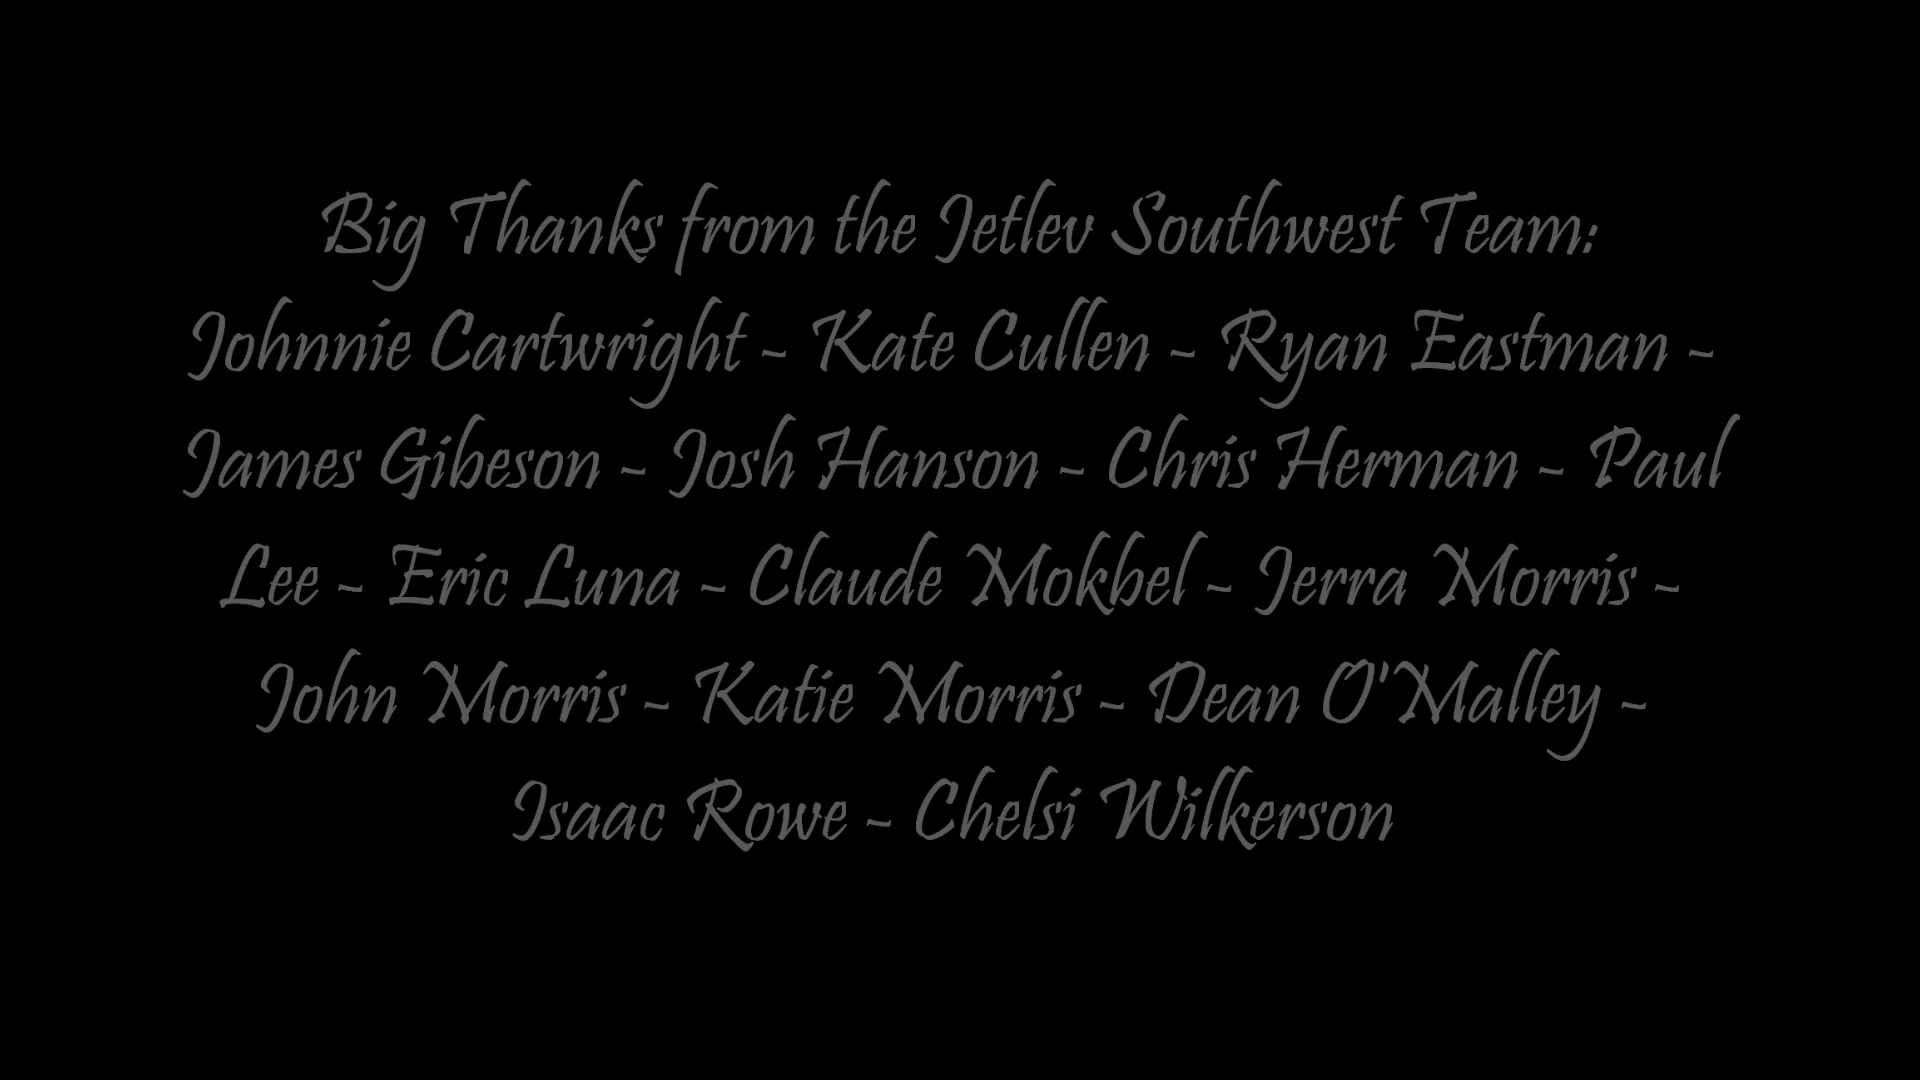 Big Thanks from the Jetlev Southwest Team:
Johnnie Cartwright - Kate Cullen - Ryan Eastman -
James Gibeson - Josh Hanson - Chris Herman - Paul
Lee - Eric Luna - Claude Mokbel - Jerra Morris -
John Morris - Katie Morris - Dean O'Malley -
Isaac Rowe - Chelsi Wilkerson